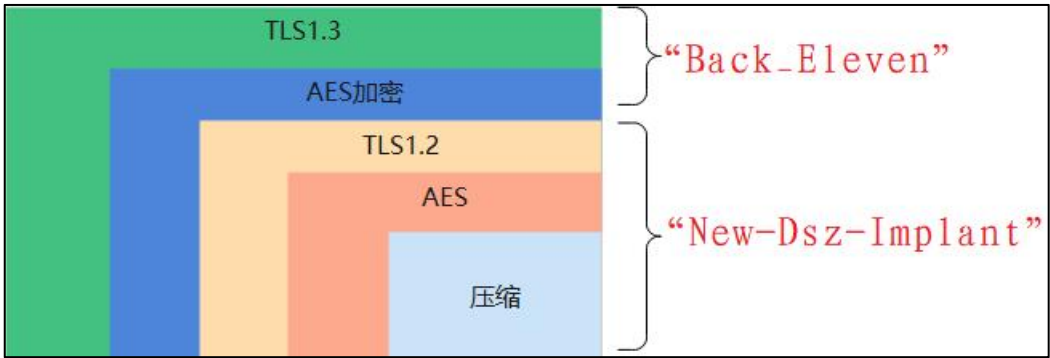 TLS1.3
“Back_Eleven”
AES加密
TLS1.2
AES
“New-Dsz-Implant”
压缩